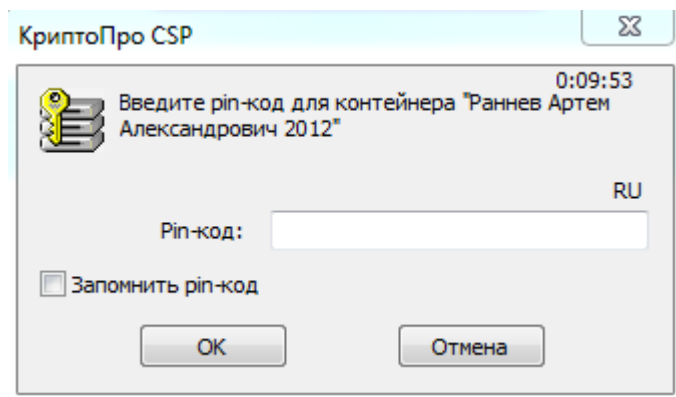 КриптоПро CSP
0:09:53
Введите pin-код для контейнера "Раннев Артем
Александрович 2012"
RU
Pin-код:
Запомнить pin-код
OK
Отмена